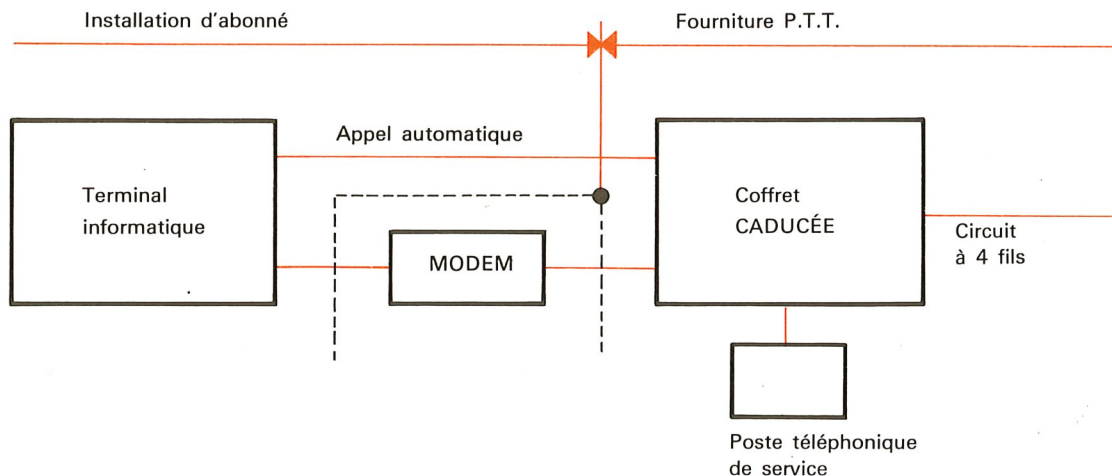 Installation d'abonné
Fourniture P.T.T.
Appel automatique
Terminal
informatique
Coffret
CADUCÉE
MODEM
Circuit
à 4 fils
Poste téléphonique
de service